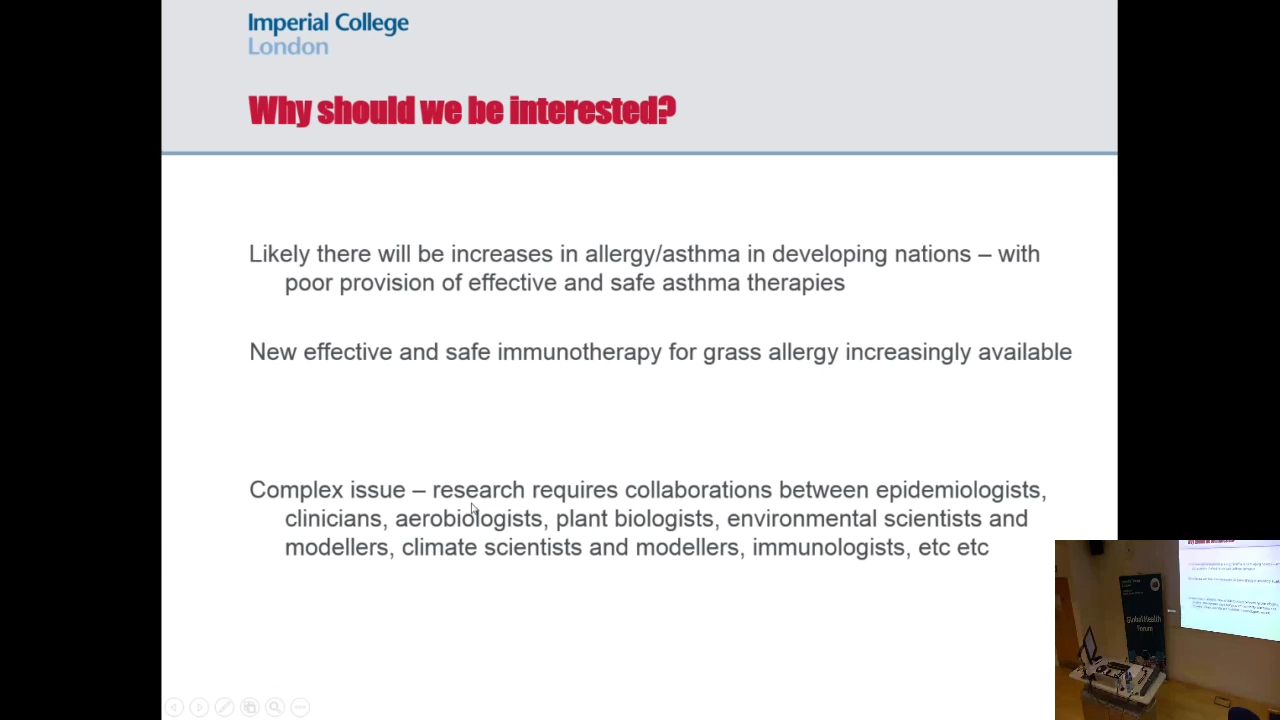 Imperial College
London
Why should we be interested?
Likely there will be increases in allergy/asthma in developing nations – with
poor provision of effective and safe asthma therapies
New effective and safe immunotherapy for grass allergy increasingly available
Complex issue – research requires collaborations between epidemiologists,
clinicians, aerobiologists, plant biologists, environmental scientists and
modellers, climate scientists and modellers, immunologists, etc etc
Global Health
Forum